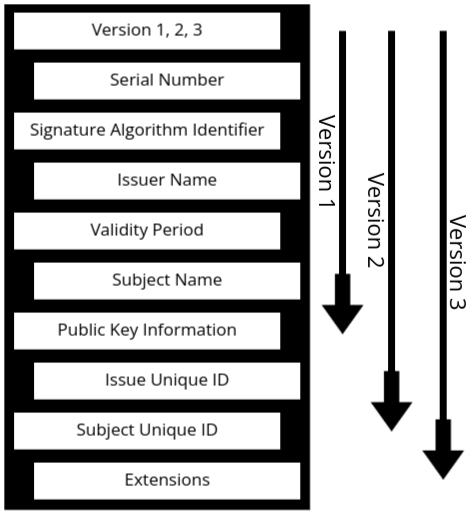 Version 1, 2, 3
Serial Number
Signature Algorithm Identifier
Issuer Name
Validity Period
Subject Name
Public Key Information
Issue Unique ID
Subject Unique ID
Extensions
Version 1
Version 2
Version 3